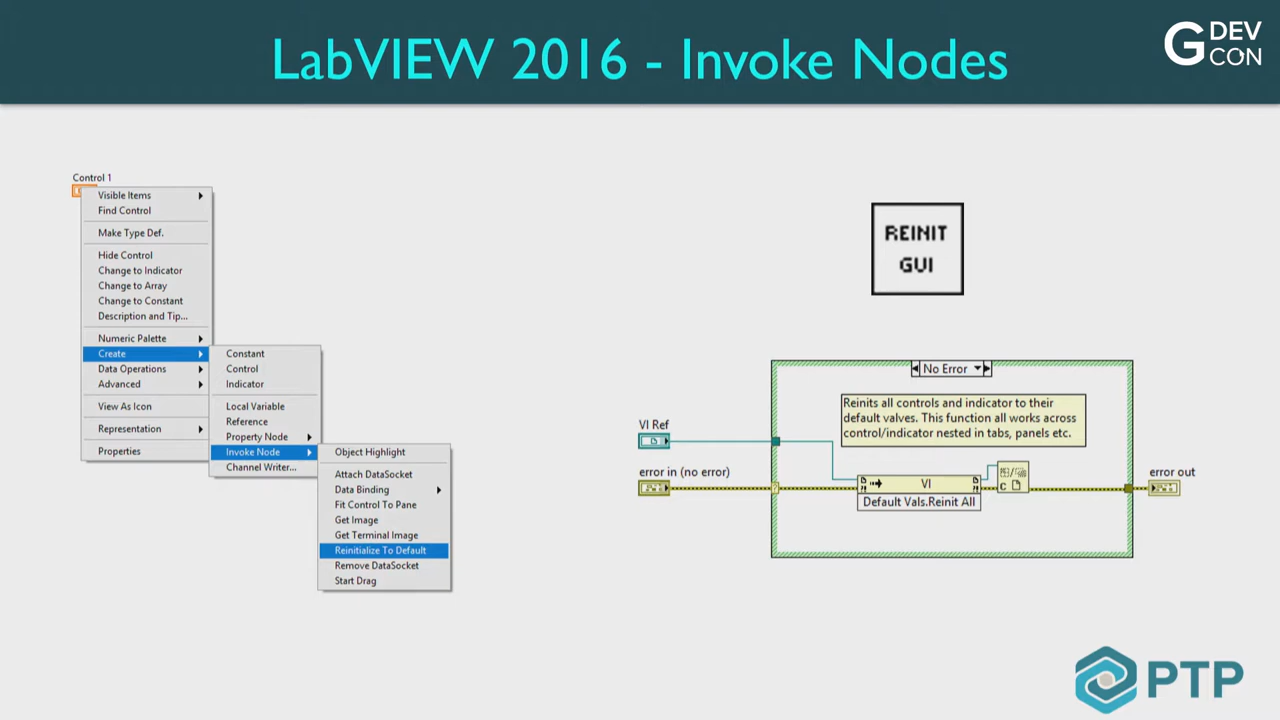 LabVIEW 2016 - Invoke Nodes
G DEV
CON
Control 1
Visible Items
Find Control
Make Type Def.
Hide Control
Change to Indicator
Change to Array
Change to Constant
Description and Tip...
Numeric Palette
Create
Data Operations
Advanced
View As Icon
Representation
Properties
Constant
Control
Indicator
Local Variable
Reference
Property Node
Invoke Node
Channel Writer...
Object Highlight
Attach DataSocket
Data Binding
Fit Control To Pane
Get Image
Get Terminal Image
Reinitialize To Default
Remove DataSocket
Start Drag
REINIT
GUI
No Error
Reinits all controls and indicator to their
default valves. This function all works across
control/indicator nested in tabs, panels etc.
VI Ref
error in (no error)
VI
Default Vals.Reinit All
C
error out
PTP